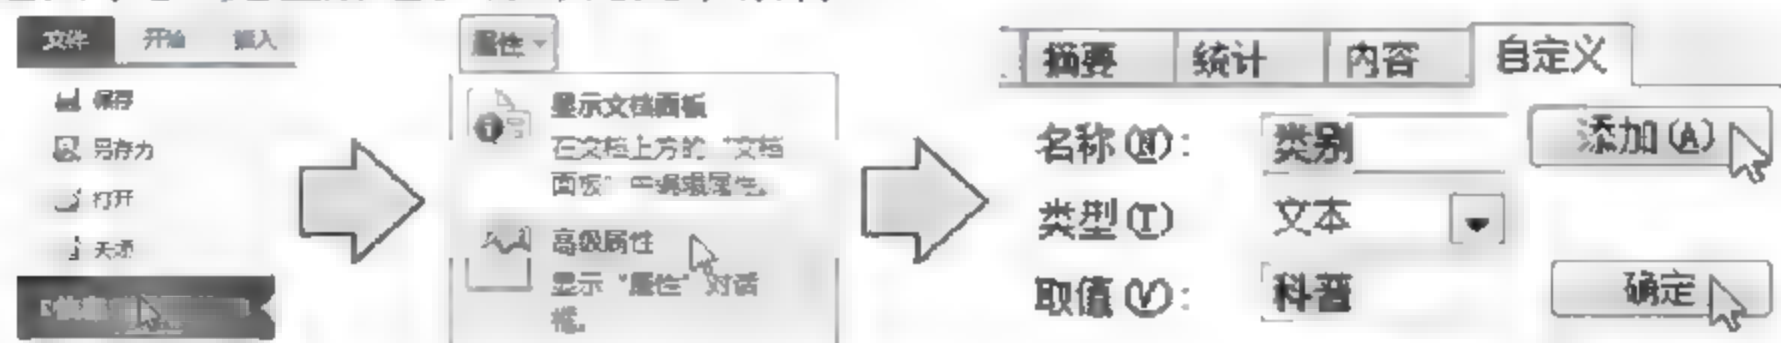 文件 开始 插入
保存
另存为
打开
关闭
属性
显示文档面板
在文档上方的“文档
面板”中编辑属性。
高级属性
显示“属性”对话
框。
摘要 统计 内容 自定义
名称(N): 类别 添加(A)
类型(T) 文本
取值(V): 科普 确定